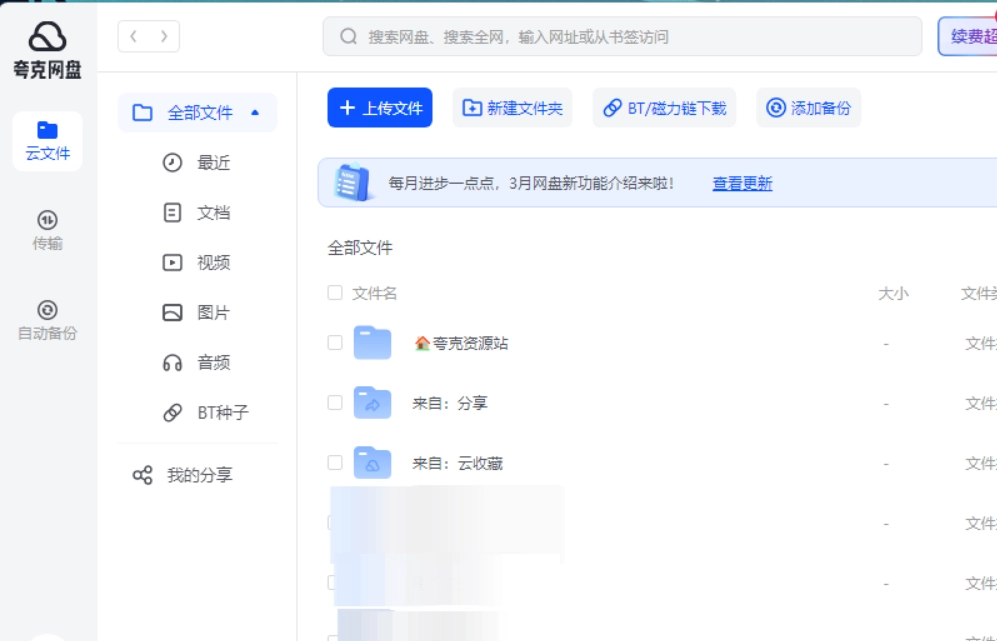 夸克网盘
云文件
传输
自动备份
搜索网盘、搜索全网，输入网址或从书签访问
续费超
全部文件
最近
文档
视频
图片
音频
BT种子
我的分享
上传文件
新建文件夹
BT/磁力链下载
添加备份
每月进步一点点，3月网盘新功能介绍来啦！ 查看更新
全部文件
文件名 大小 文件类
夸克资源站 - 文件
来自：分享 - 文件
来自：云收藏 - 文件
- 文件
- 文件